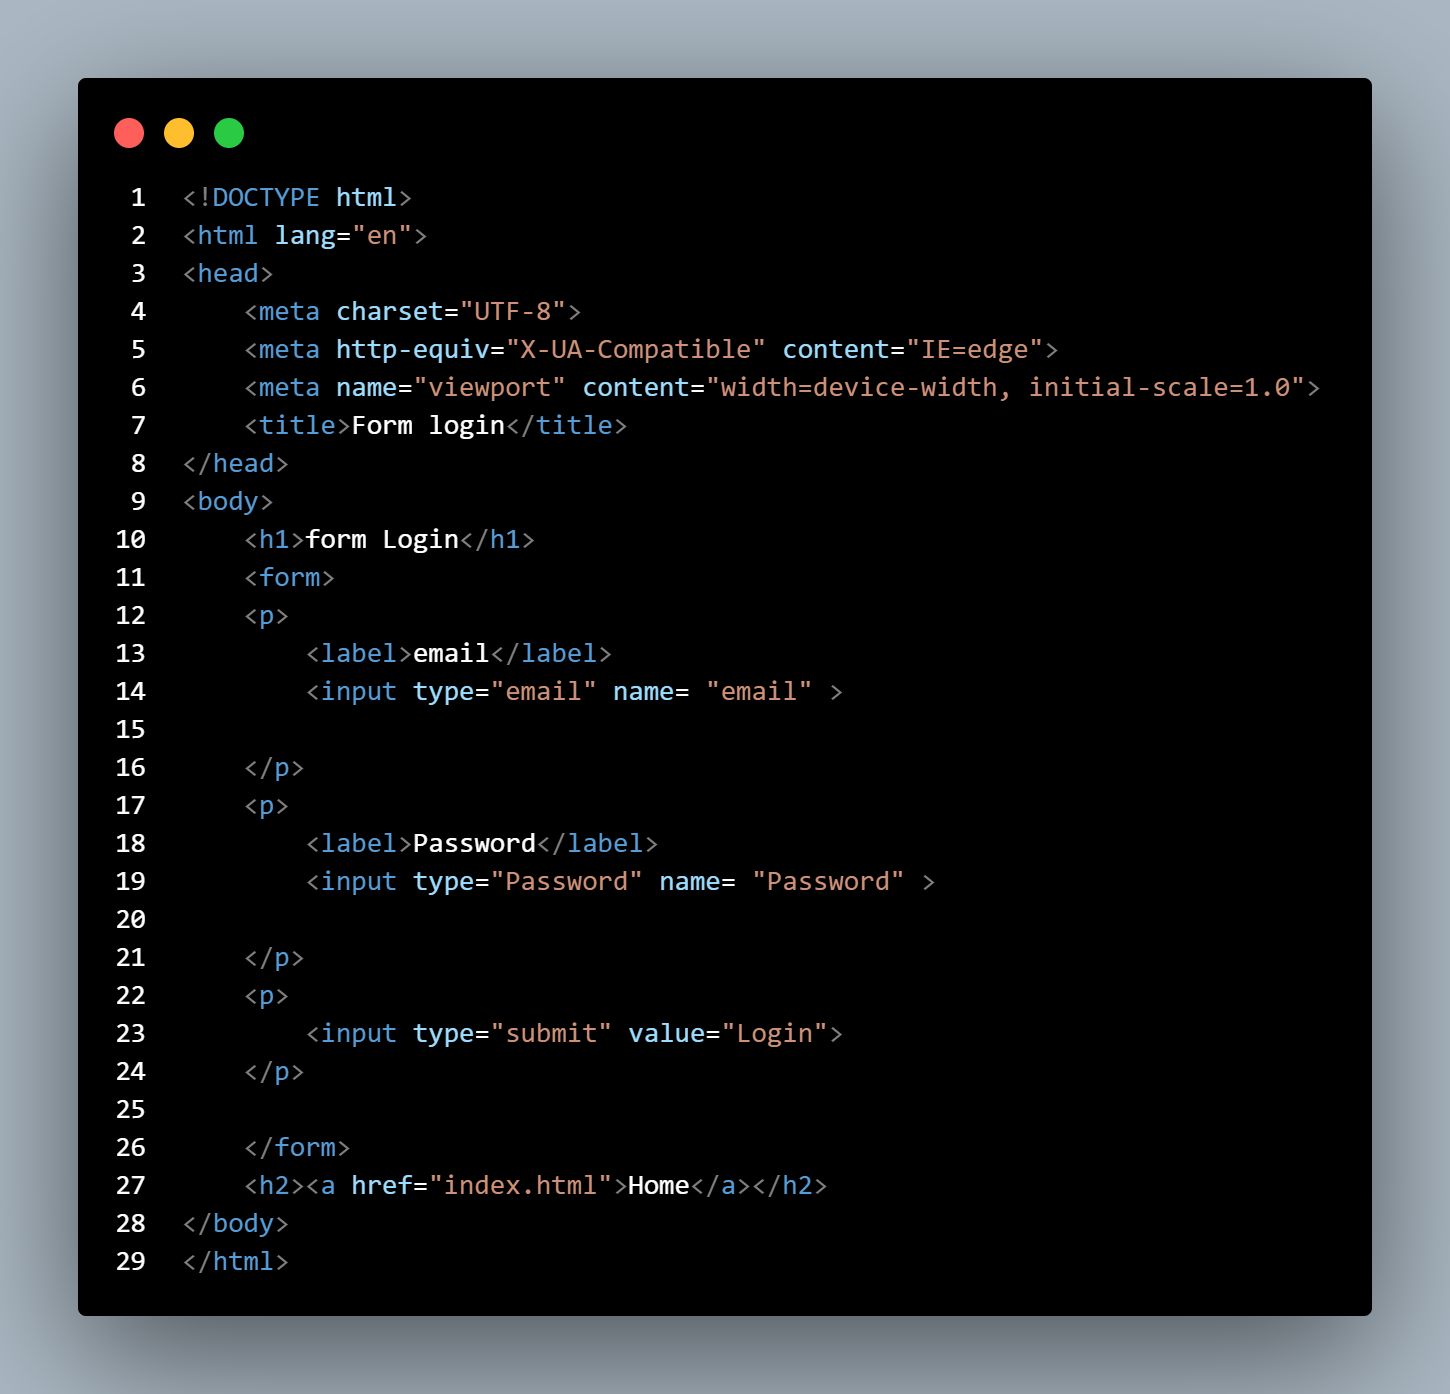 1 <!DOCTYPE html>
2 <html lang="en">
3 <head>
4     <meta charset="UTF-8">
5     <meta http-equiv="X-UA-Compatible" content="IE=edge">
6     <meta name="viewport" content="width=device-width, initial-scale=1.0">
7     <title>Form login</title>
8 </head>
9 <body>
10     <h1>form Login</h1>
11     <form>
12     <p>
13         <label>email</label>
14         <input type="email" name= "email" >
15
16     </p>
17     <p>
18         <label>Password</label>
19         <input type="Password" name= "Password" >
20
21     </p>
22     <p>
23         <input type="submit" value="Login">
24     </p>
25
26     </form>
27     <h2><a href="index.html">Home</a></h2>
28 </body>
29 </html>